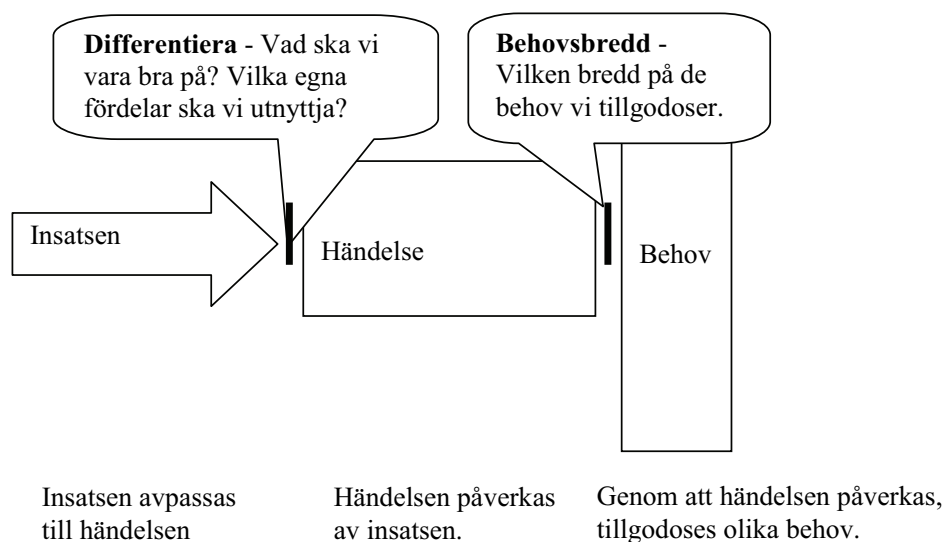 Differentiera - Vad ska vi
vara bra på? Vilka egna
fördelar ska vi utnyttja?
Behovsbredd -
Vilken bredd på de
behov vi tillgodoser.
Insatsen
Händelse
Behov
Insatsen avpassas
till händelsen
Händelsen påverkas
av insatsen.
Genom att händelsen påverkas,
tillgodoses olika behov.